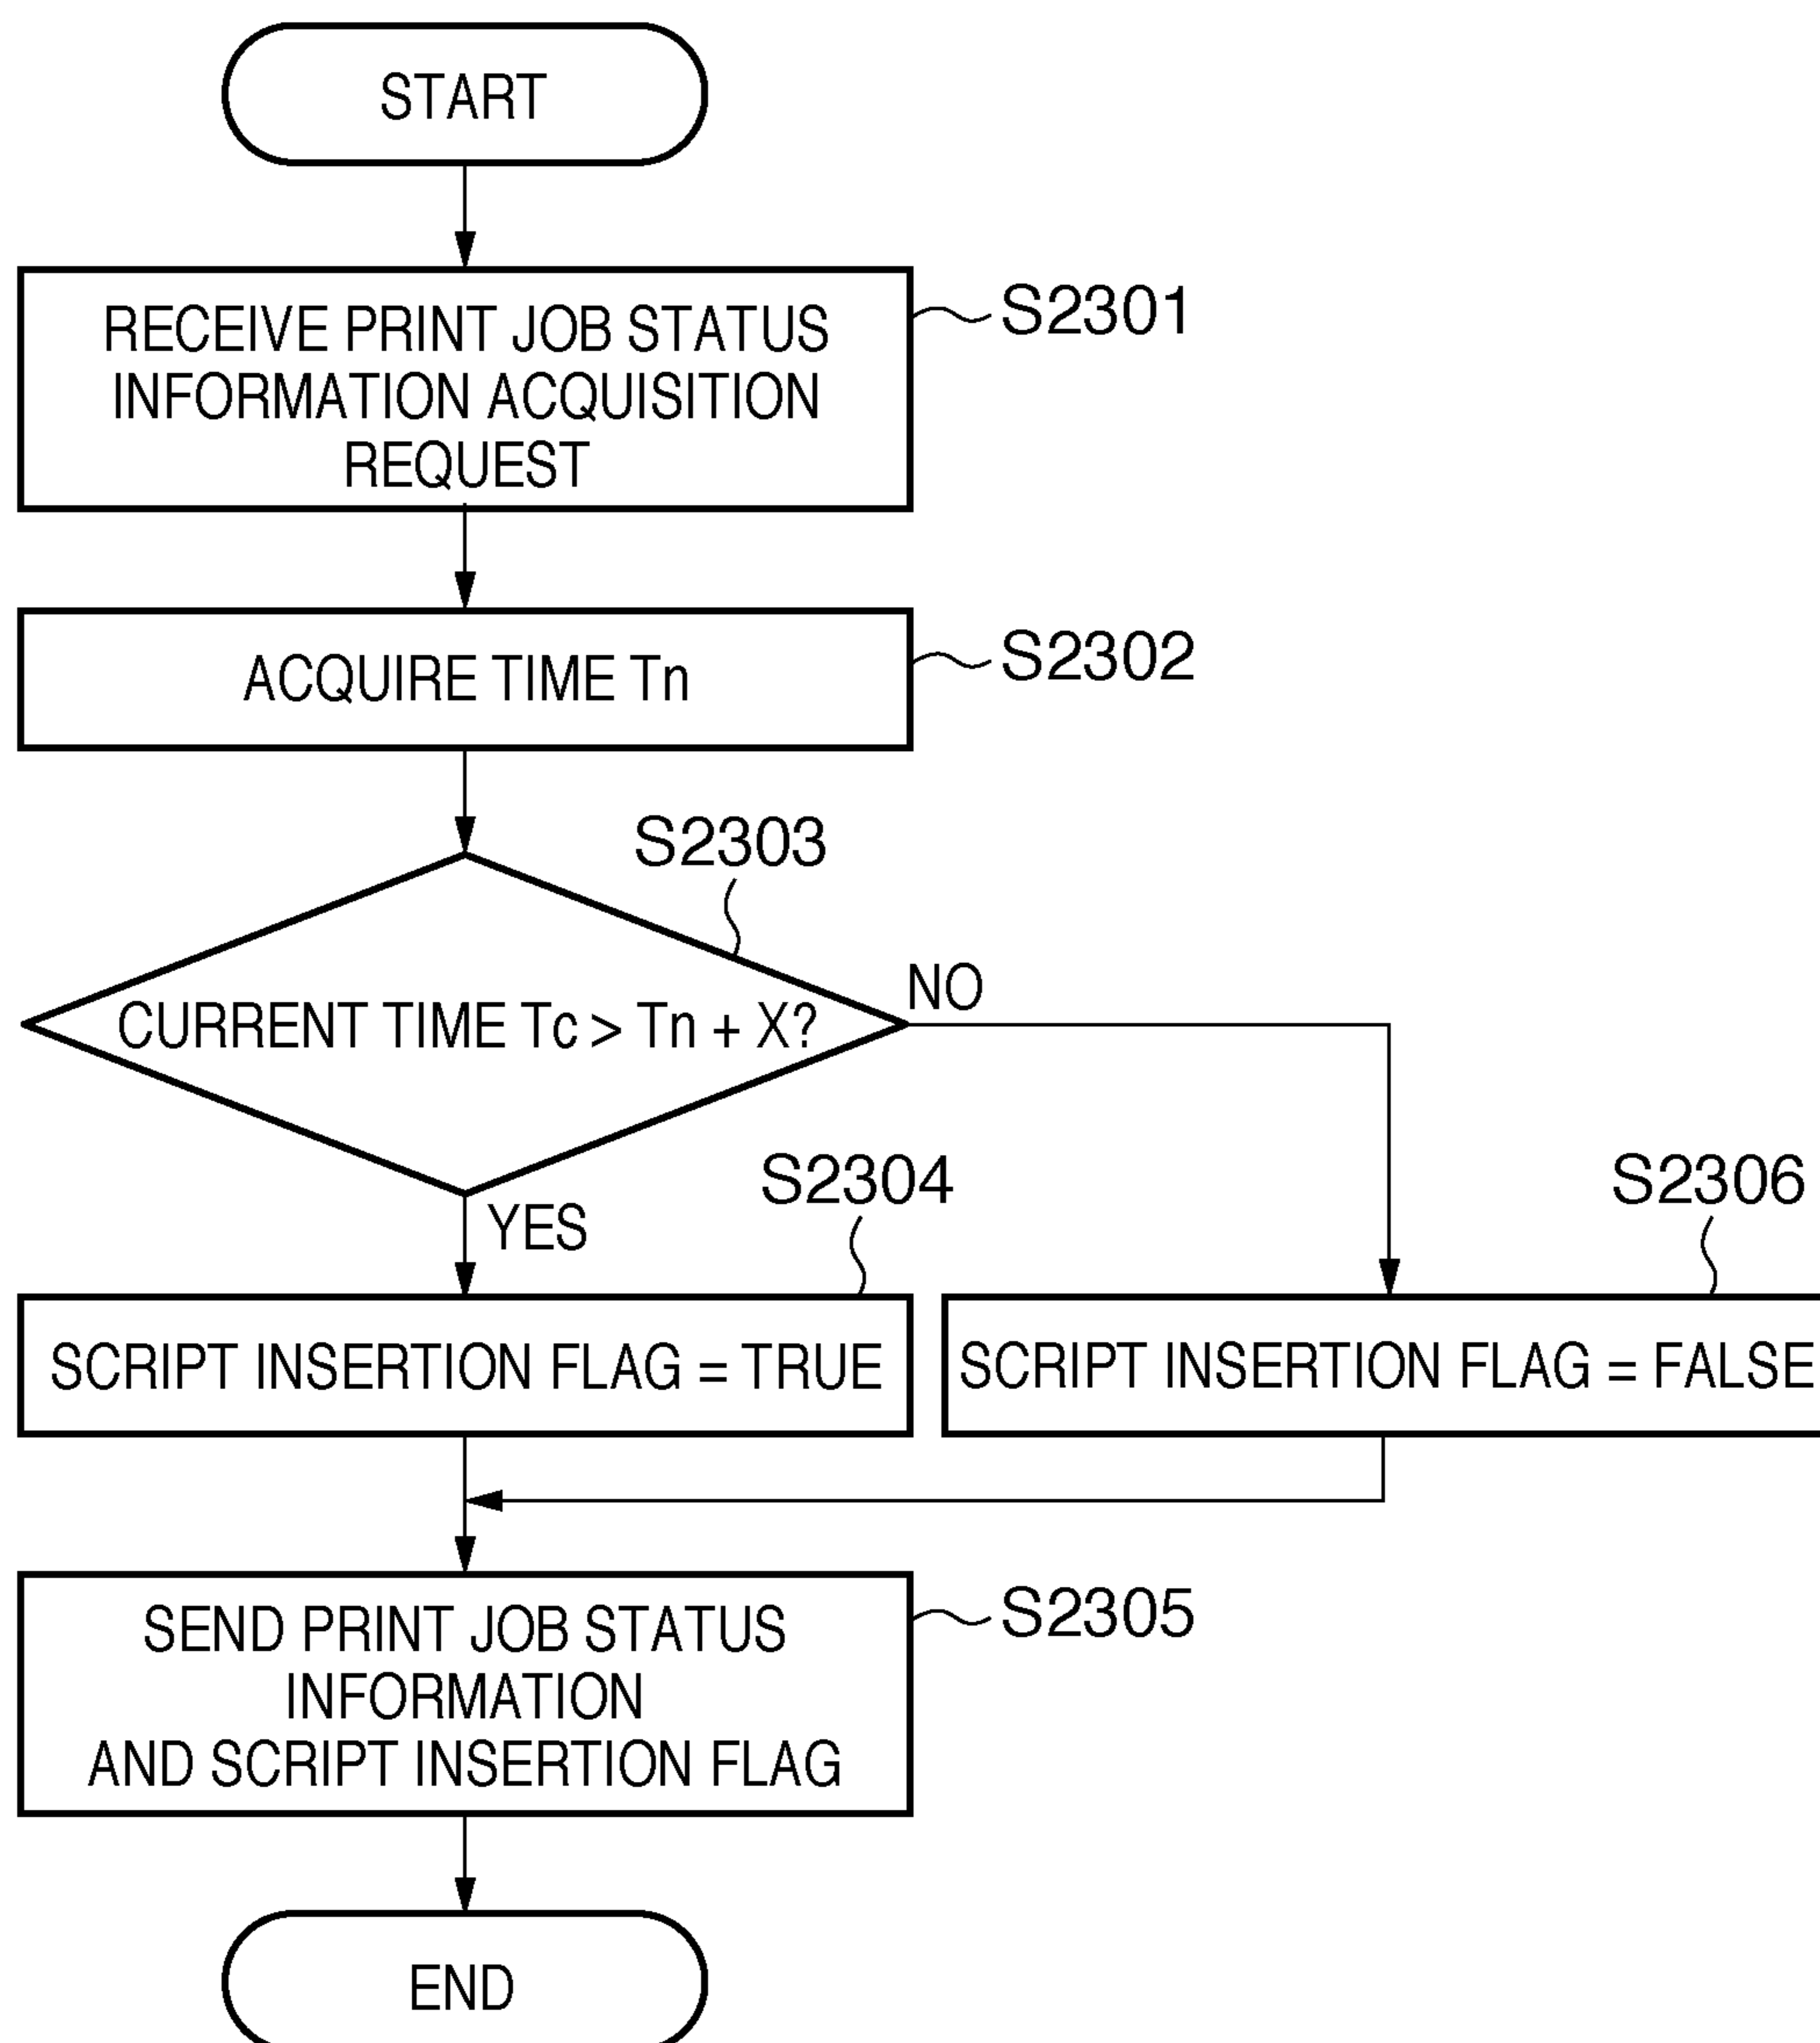 START
RECEIVE PRINT JOB STATUS
INFORMATION ACQUISITION
REQUEST
S2301
ACQUIRE TIME Tn
S2302
S2303
CURRENT TIME Tc > Tn + X?
NO
YES
S2304
S2306
SCRIPT INSERTION FLAG = TRUE
SCRIPT INSERTION FLAG = FALSE
SEND PRINT JOB STATUS
INFORMATION
AND SCRIPT INSERTION FLAG
S2305
END